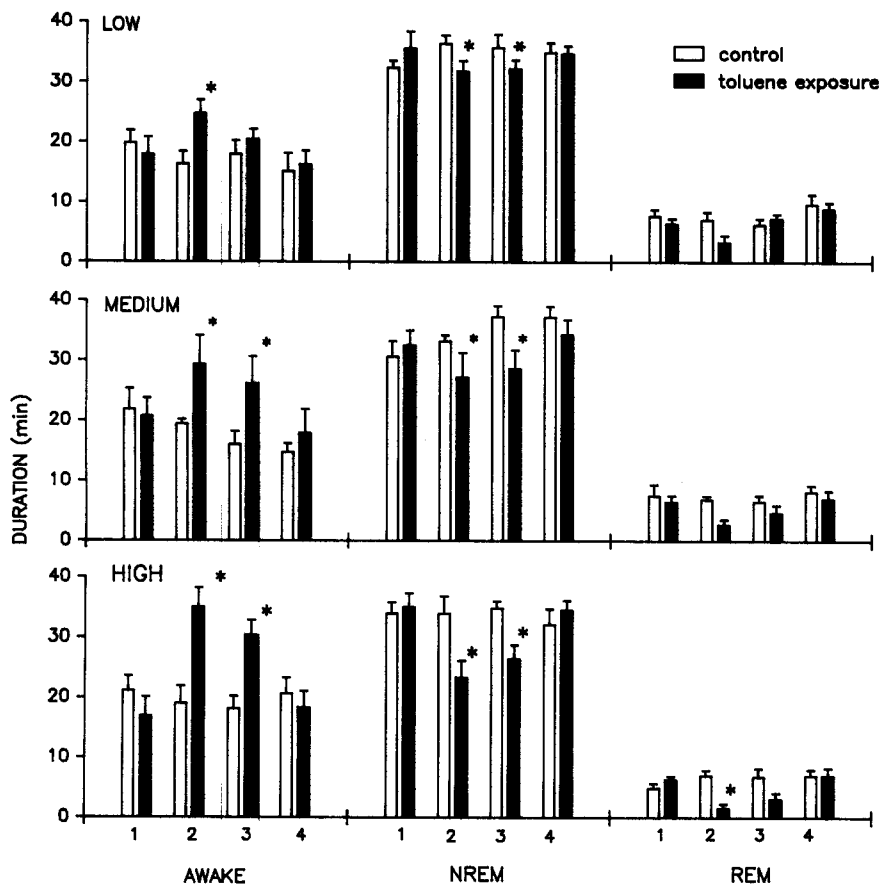 40 LOW * * *
control
toluene exposure
30
20
10
0
40 MEDIUM * * * *
30
20
10
0
DURATION (min)
40 HIGH * * * * *
30
20
10
0
1 2 3 4 1 2 3 4 1 2 3 4
AWAKE NREM REM